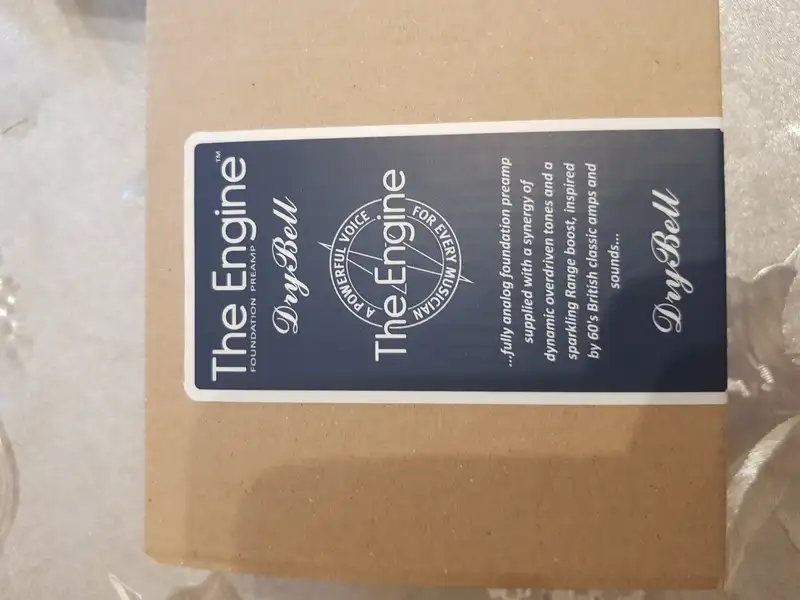 The Engine™
FOUNDATION PREAMP
DryBell
A POWERFUL VOICE
FOR EVERY MUSICIAN
The Engine
...fully analog foundation preamp
supplied with a synergy of
dynamic overdriven tones and a
sparkling Range boost, inspired
by 60's British classic amps and
sounds...
DryBell